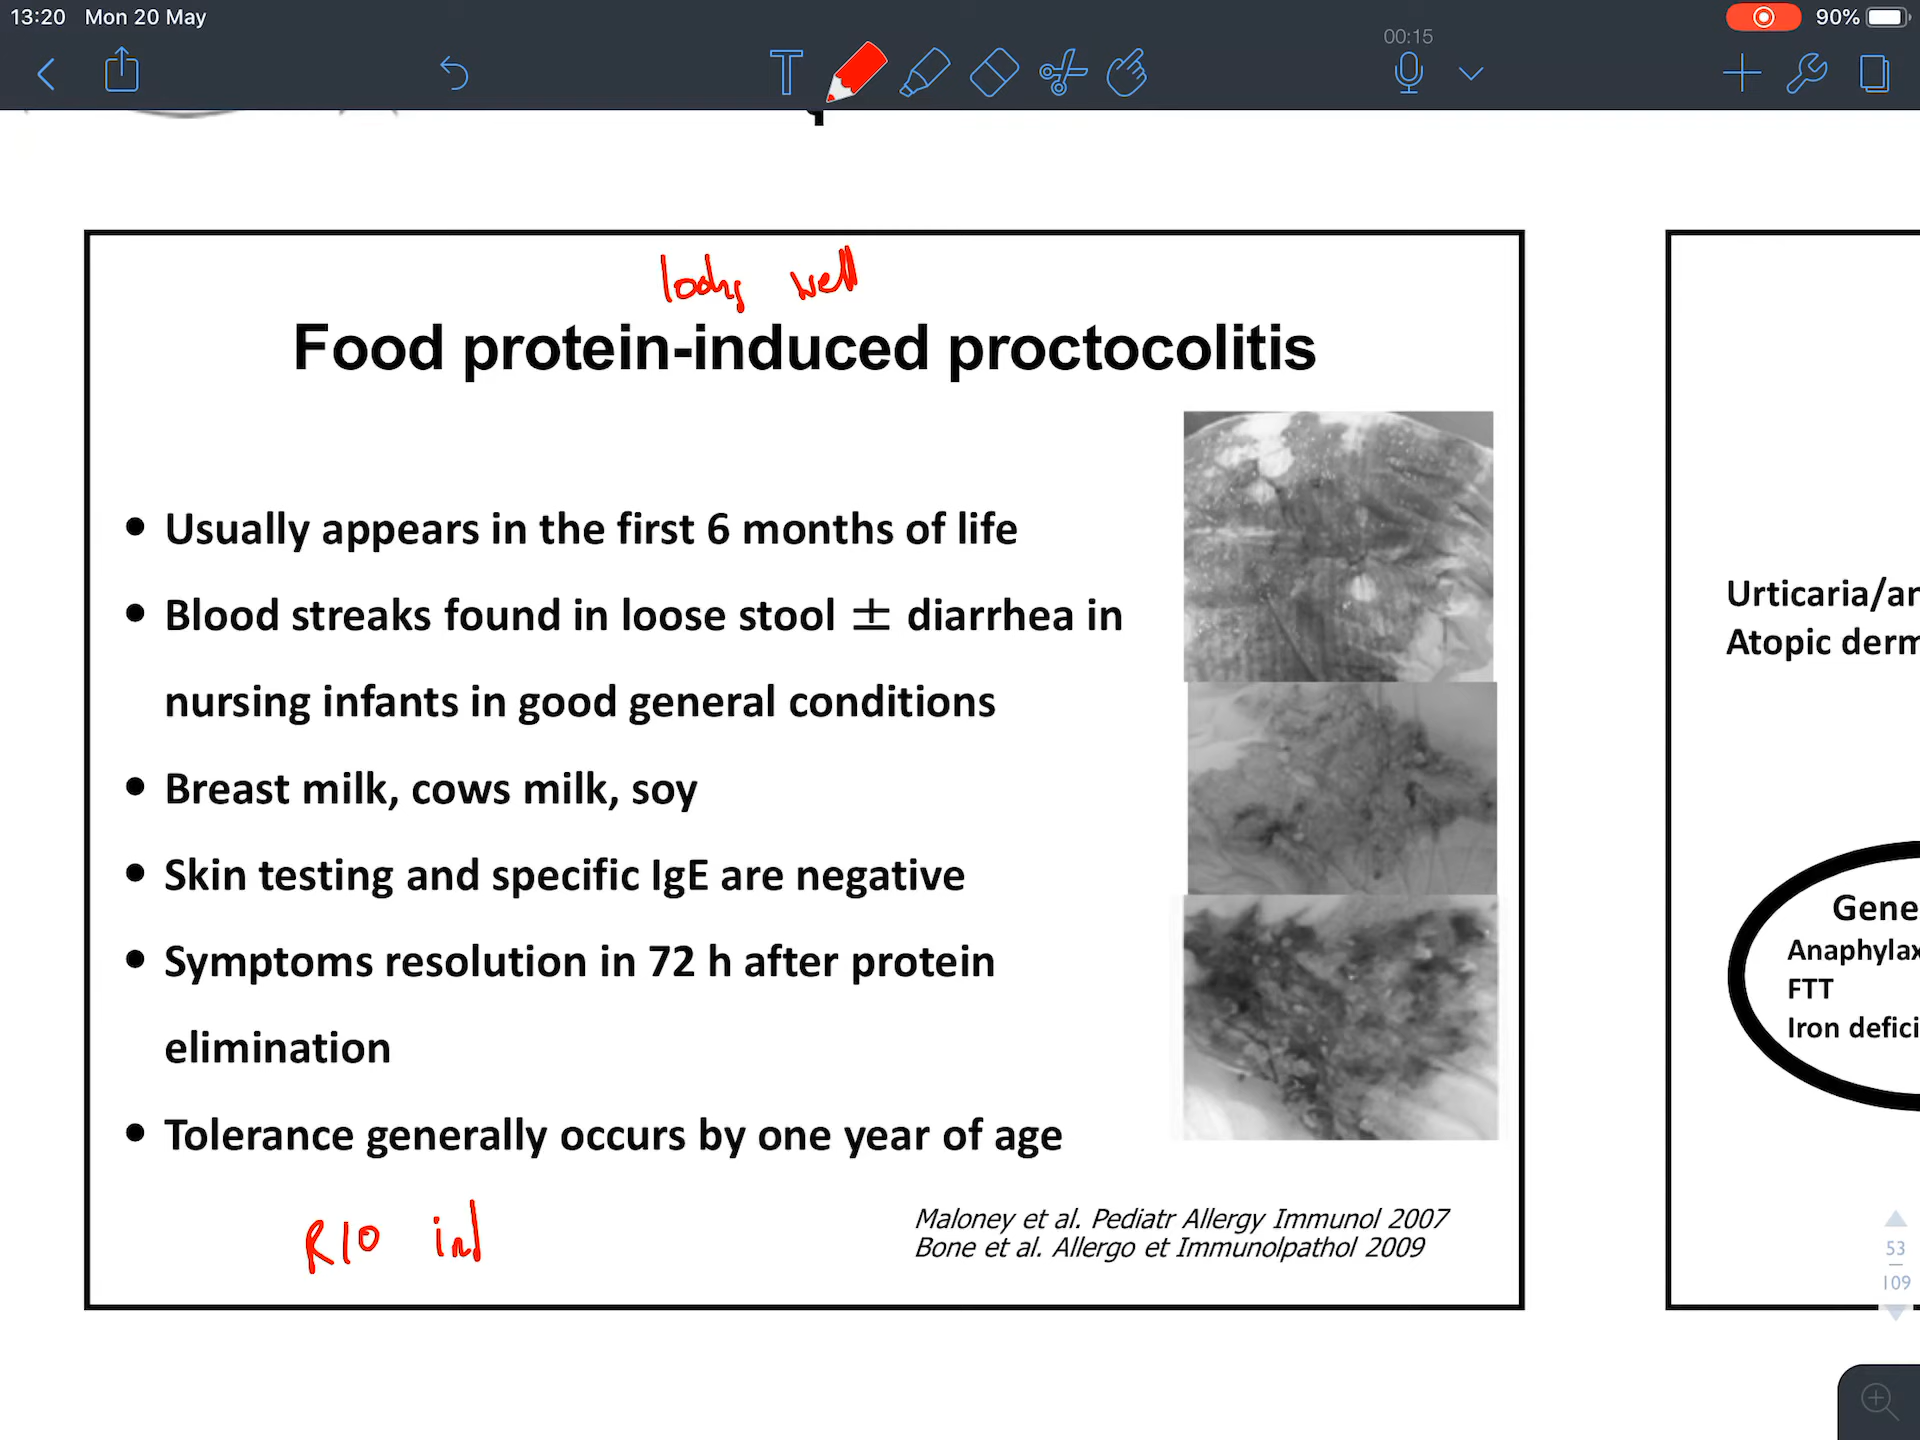 13:20 Mon 20 May
90%
00:15
looks well
Food protein-induced proctocolitis
• Usually appears in the first 6 months of life
• Blood streaks found in loose stool ± diarrhea in
nursing infants in good general conditions
• Breast milk, cows milk, soy
• Skin testing and specific IgE are negative
• Symptoms resolution in 72 h after protein
elimination
• Tolerance generally occurs by one year of age
R/O inf
Maloney et al. Pediatr Allergy Immunol 2007
Bone et al. Allergo et Immunolpathol 2009
Urticaria/an
Atopic derm
Gene
Anaphylax
FTT
Iron defici
53
109